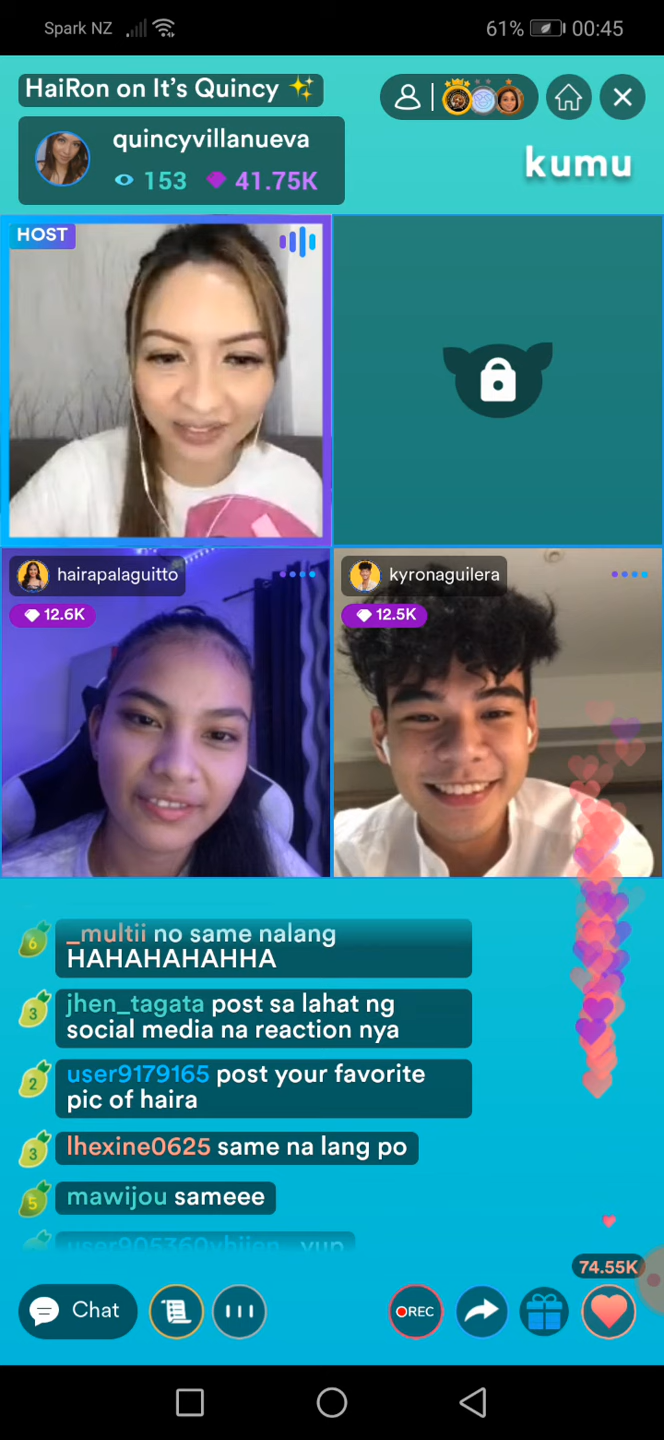 Spark NZ
61% 00:45
HaiRon on It's Quincy ✨
quincyvillanueva
153 41.75K
kumu
HOST
hairapalaguitto
12.6K
kyronaguilera
12.5K
6
_multii no same nalang
HAHAHAHAHHA
3
jhen_tagata post sa lahat ng
social media na reaction nya
2
user9179165 post your favorite
pic of haira
3
lhexine0625 same na lang po
5
mawijou sameee
yup
74.55K
Chat
REC